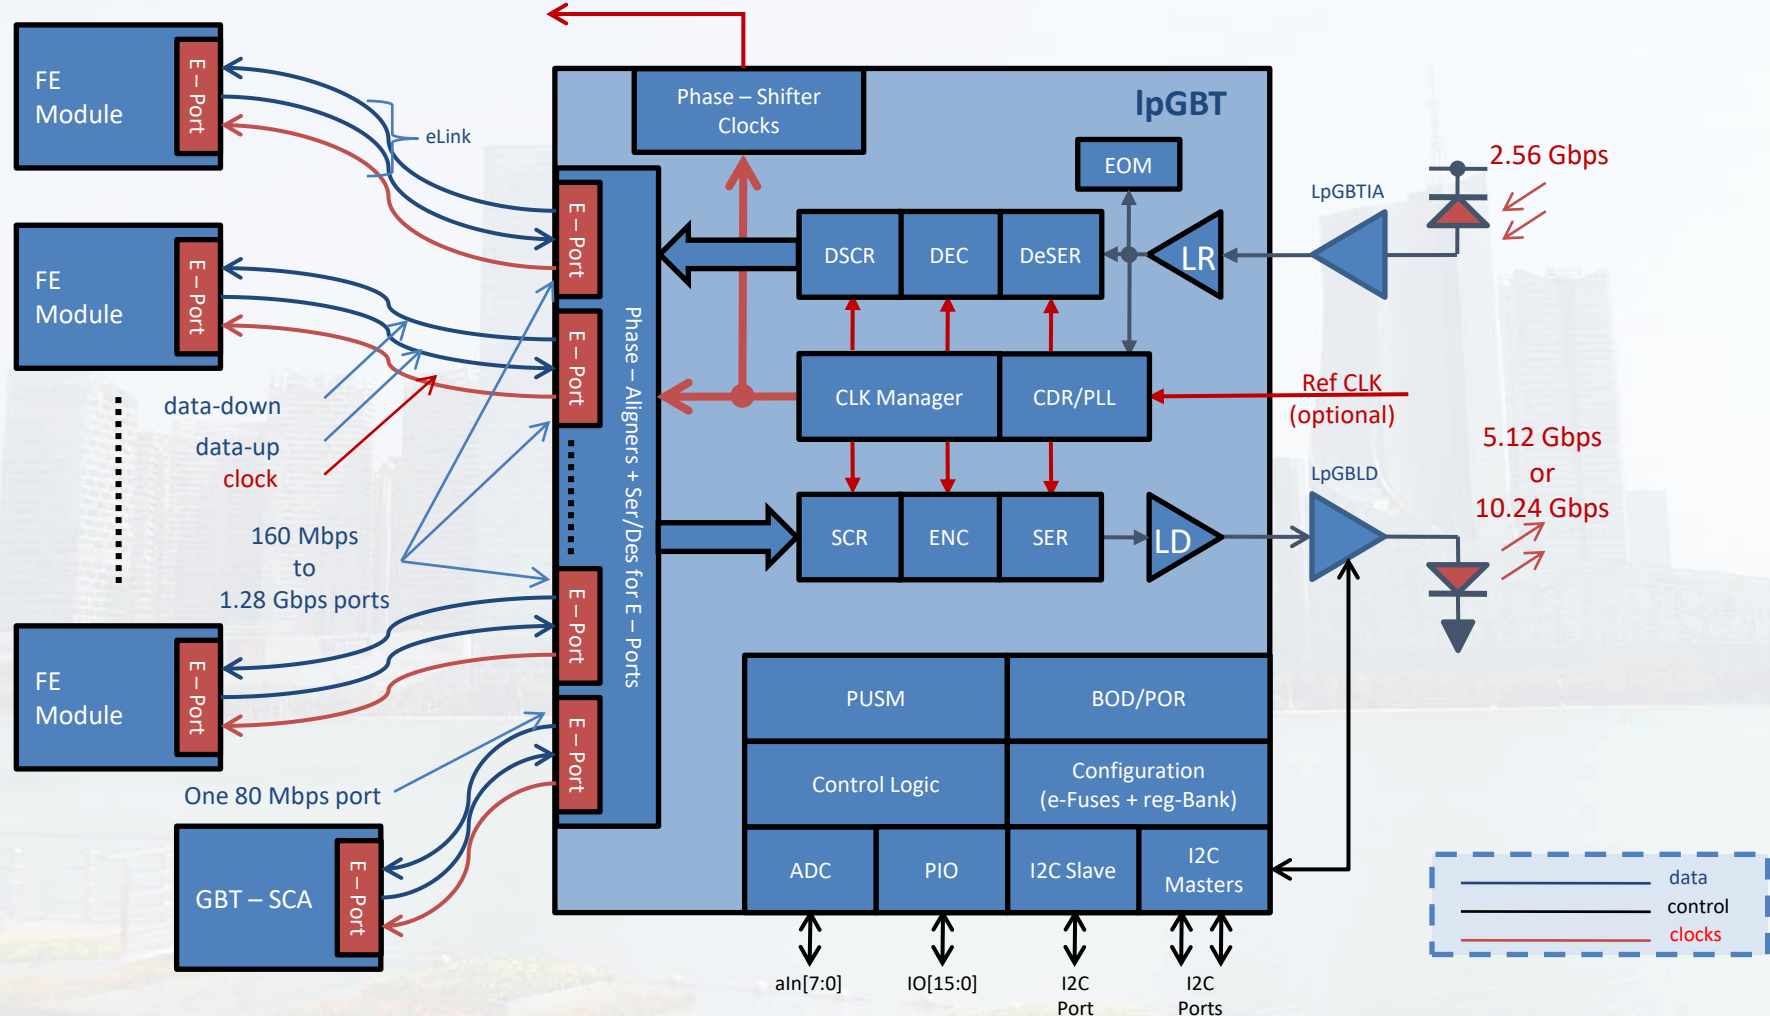 FE
Module
E – Port
eLink
FE
Module
E – Port
data-down
data-up
clock
160 Mbps
to
1.28 Gbps ports
FE
Module
E – Port
One 80 Mbps port
GBT – SCA
E – Port
Phase – Shifter
Clocks
lpGBT
E – Port
E – Port
E – Port
E – Port
Phase – Aligners + Ser/Des for E – Ports
EOM
DSCR
DEC
DeSER
LR
CLK Manager
CDR/PLL
SCR
ENC
SER
LD
PUSM
BOD/POR
Control Logic
Configuration
(e-Fuses + reg-Bank)
ADC
PIO
I2C Slave
I2C
Masters
aIn[7:0]
IO[15:0]
I2C
Port
I2C
Ports
LpGBTIA
2.56 Gbps
Ref CLK
(optional)
LpGBLD
5.12 Gbps
or
10.24 Gbps
data
control
clocks